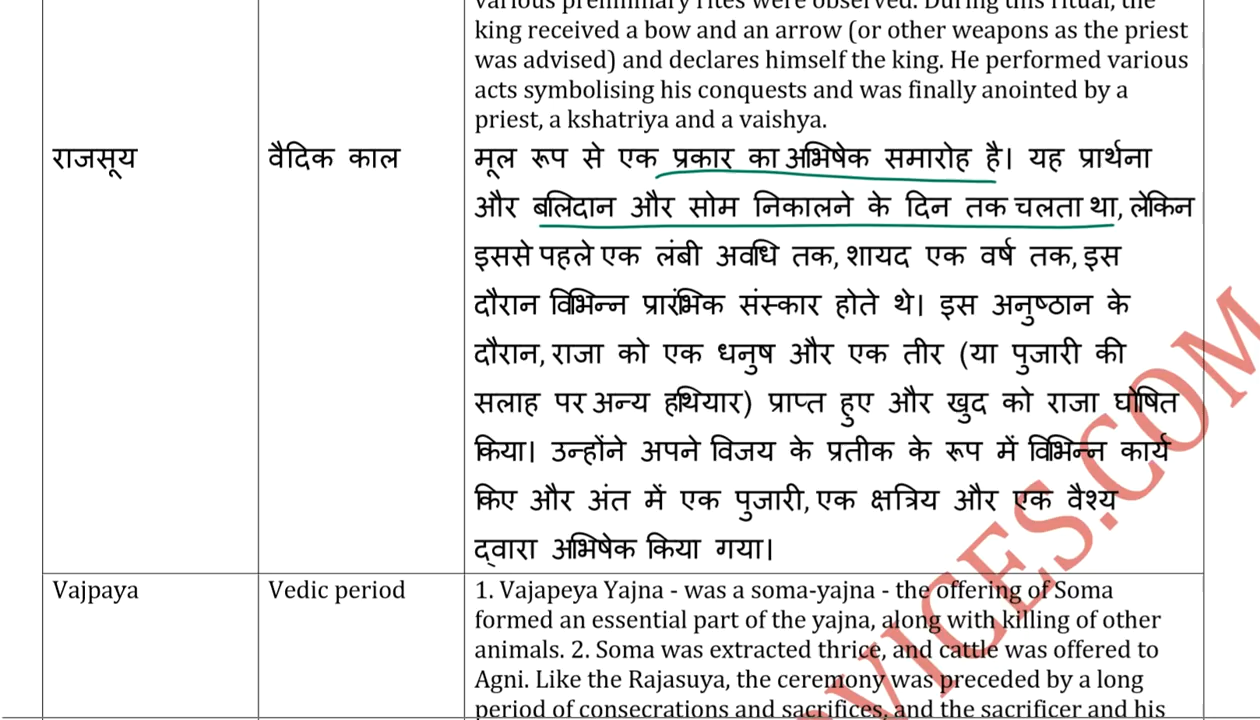 various preliminary rites were observed. During this ritual, the
king received a bow and an arrow (or other weapons as the priest
was advised) and declares himself the king. He performed various
acts symbolising his conquests and was finally anointed by a
priest, a kshatriya and a vaishya.
राजसूय
वैदिक काल
मूल रूप से एक प्रकार का अभिषेक समारोह है। यह प्रार्थना
और बलिदान और सोम निकालने के दिन तक चलता था, लेकिन
इससे पहले एक लंबी अवधि तक, शायद एक वर्ष तक, इस
दौरान विभिन्न प्रारंभिक संस्कार होते थे। इस अनुष्ठान के
दौरान, राजा को एक धनुष और एक तीर (या पुजारी की
सलाह पर अन्य हथियार) प्राप्त हुए और खुद को राजा घोषित
किया। उन्होंने अपने विजय के प्रतीक के रूप में विभिन्न कार्य
किए और अंत में एक पुजारी, एक क्षत्रिय और एक वैश्य
द्वारा अभिषेक किया गया।
Vajpaya
Vedic period
1. Vajapeya Yajna - was a soma-yajna - the offering of Soma
formed an essential part of the yajna, along with killing of other
animals. 2. Soma was extracted thrice, and cattle was offered to
Agni. Like the Rajasuya, the ceremony was preceded by a long
period of consecrations and sacrifices, and the sacrificer and his
VICES.COM